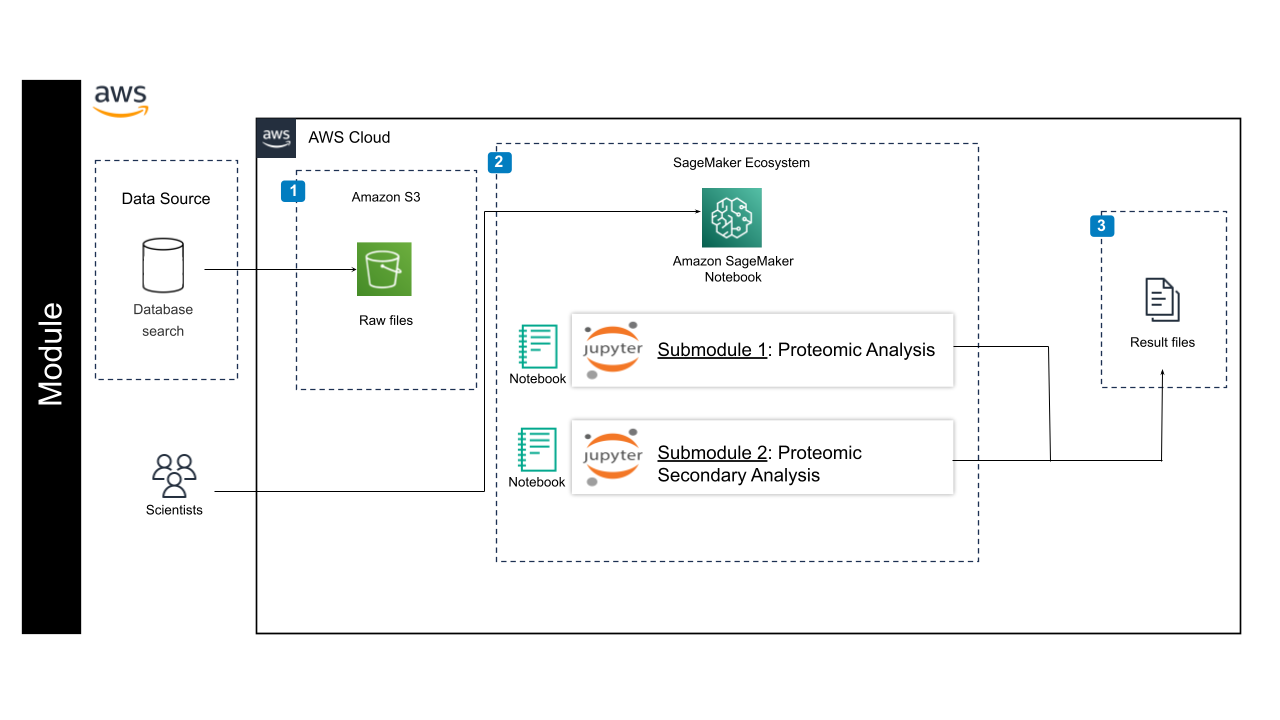 Module
aws
aws
AWS Cloud
Data Source
Database
search
Scientists
1
Amazon S3
Raw files
2
SageMaker Ecosystem
Amazon SageMaker
Notebook
Notebook
jupyter
Submodule 1: Proteomic Analysis
Notebook
jupyter
Submodule 2: Proteomic
Secondary Analysis
3
Result files